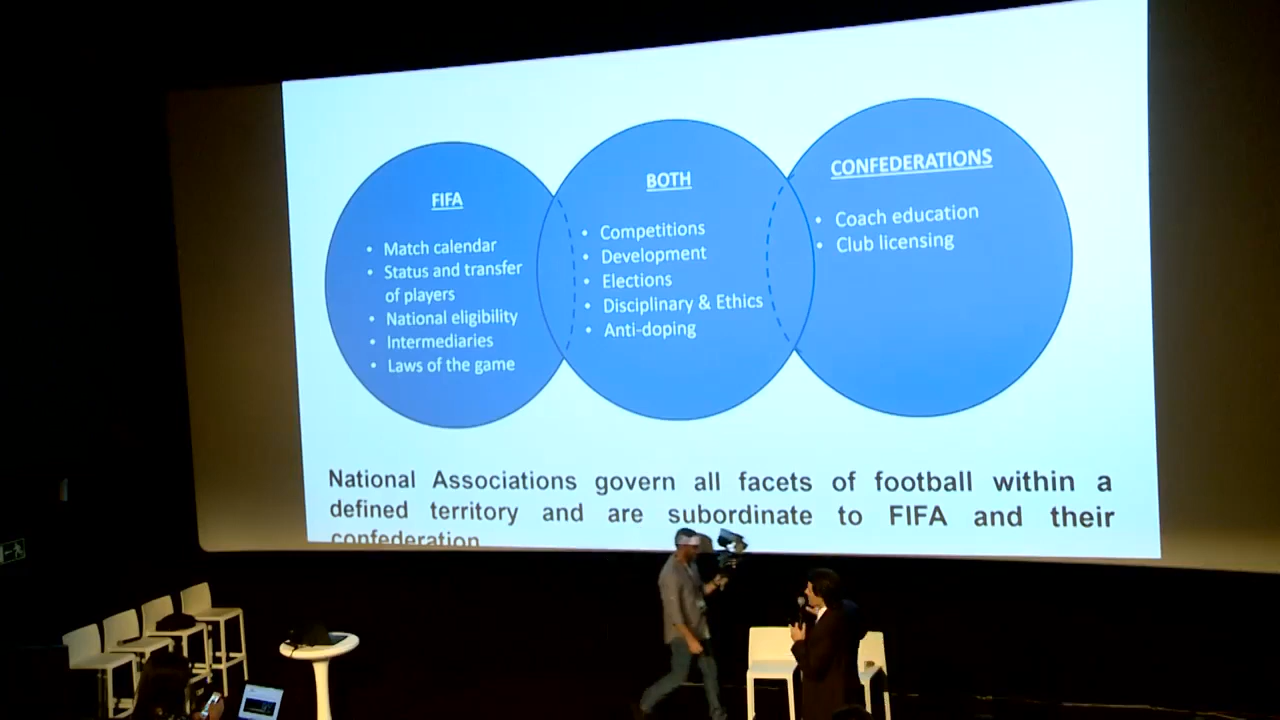 FIFA
• Match calendar
• Status and transfer
of players
• National eligibility
• Intermediaries
• Laws of the game
BOTH
• Competitions
• Development
• Elections
• Disciplinary & Ethics
• Anti-doping
CONFEDERATIONS
• Coach education
• Club licensing
National Associations govern all facets of football within a
defined territory and are subordinate to FIFA and their
confederation